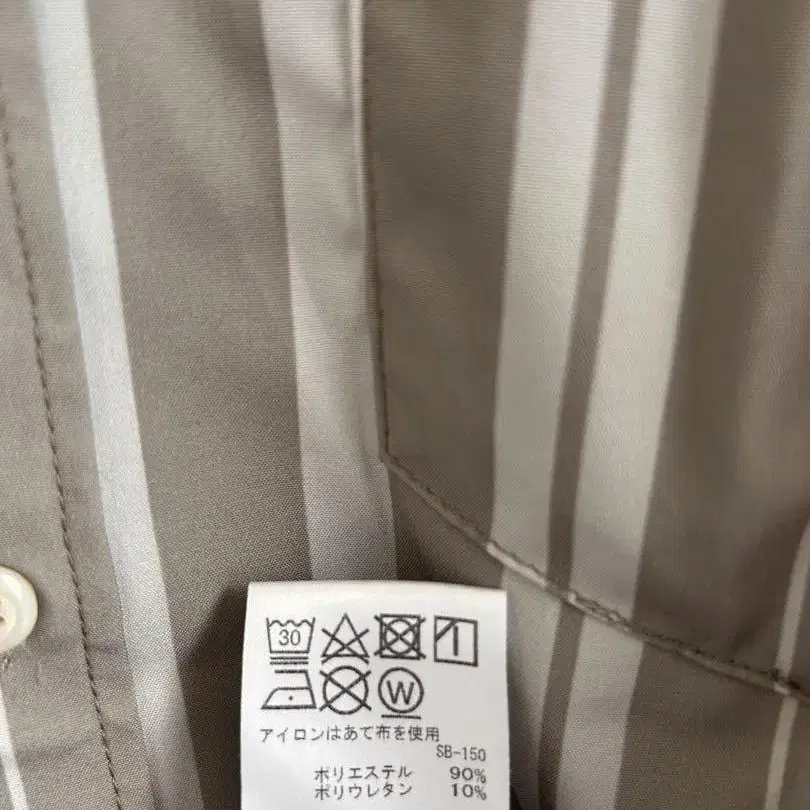 30
W
アイロンはあて布を使用
SB-150
ポリエステル 90%
ポリウレタン 10%